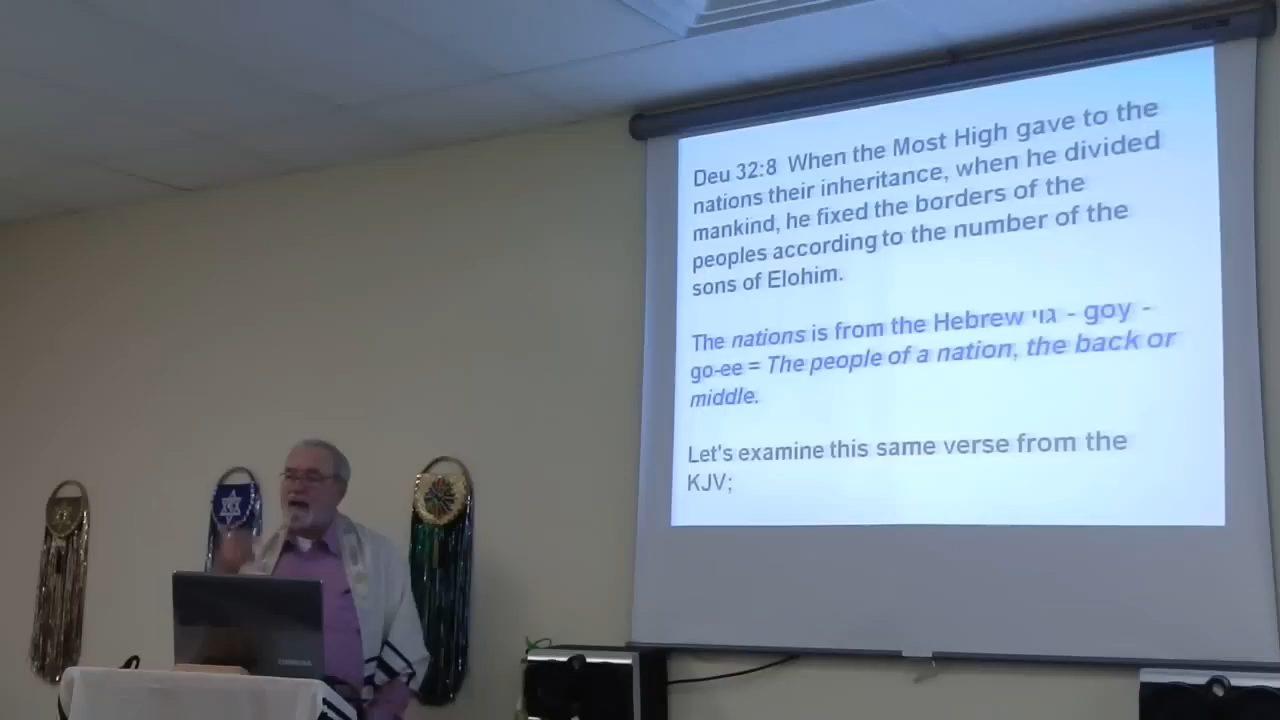 Deu 32:8 When the Most High gave to the
nations their inheritance, when he divided
mankind, he fixed the borders of the
peoples according to the number of the
sons of Elohim.
The nations is from the Hebrew גוי - goy -
go-ee = The people of a nation, the back or
middle.
Let's examine this same verse from the
KJV;
TOSHIBA